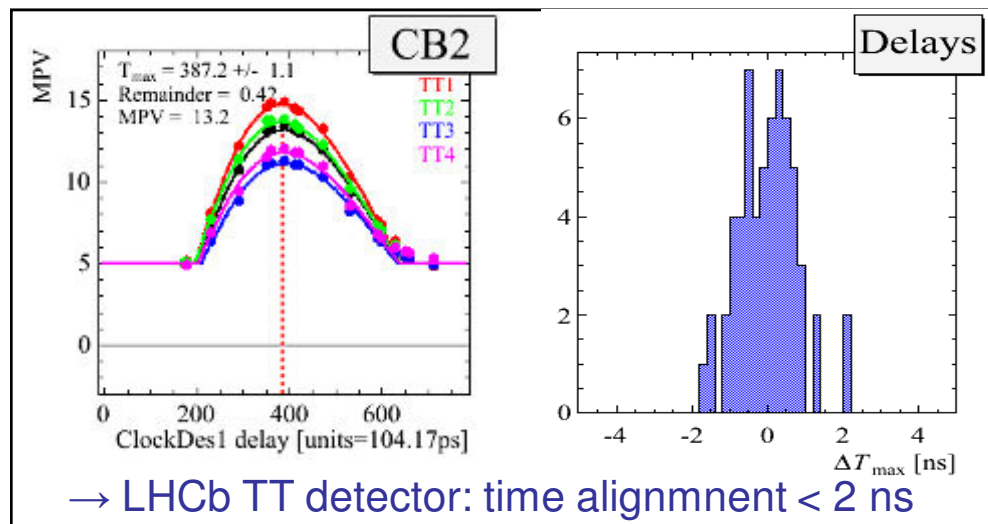 CB2
MPV
T_max = 387.2 +/- 1.1
Remainder = 0.42
MPV = 13.2
TT1
TT2
TT3
TT4
15
10
5
0
0 200 400 600
ClockDes1 delay [units=104.17ps]
Delays
6
4
2
0
-4 -2 0 2 4
ΔT_max [ns]
→ LHCb TT detector: time alignmnent < 2 ns